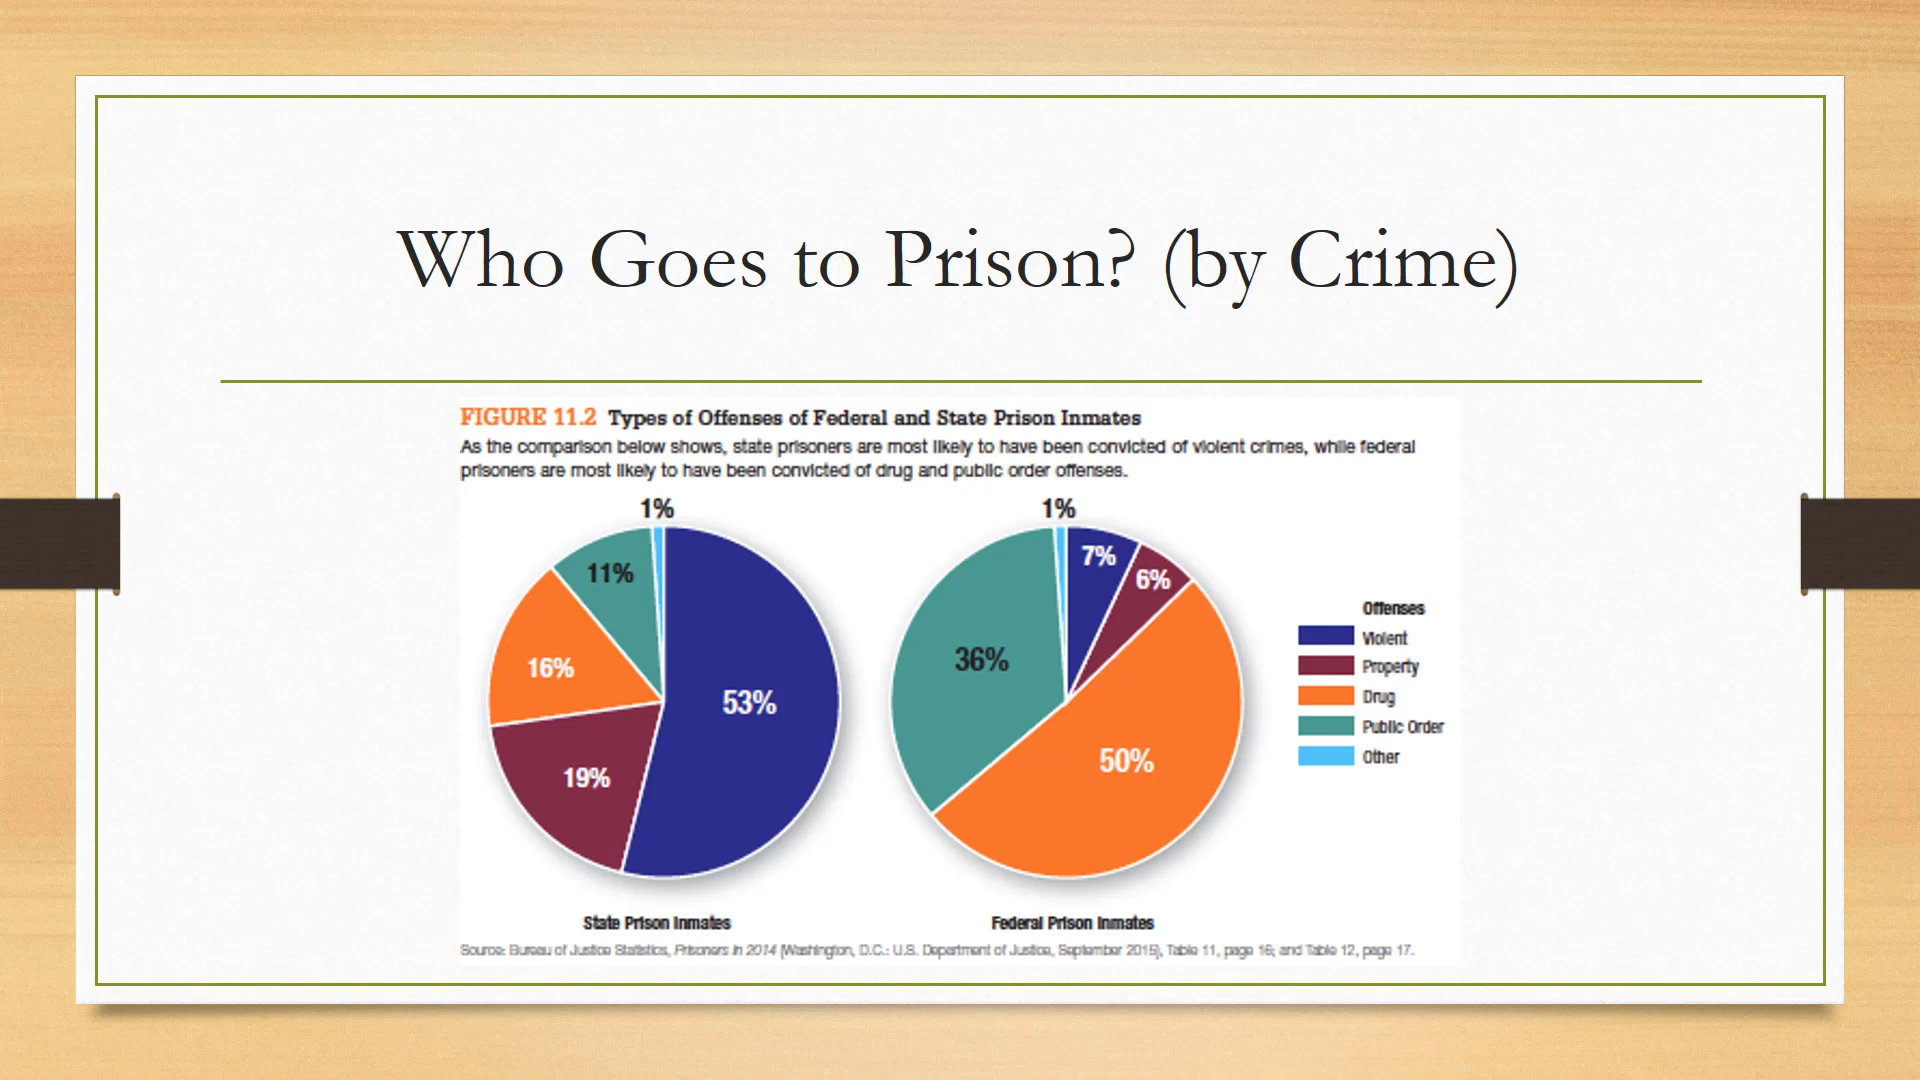 Who Goes to Prison? (by Crime)
FIGURE 11.2 Types of Offenses of Federal and State Prison Inmates
As the comparison below shows, state prisoners are most likely to have been convicted of violent crimes, while federal
prisoners are most likely to have been convicted of drug and public order offenses.
1%
11%
16%
53%
19%
State Prison Inmates
1%
7%
6%
36%
50%
Federal Prison Inmates
Offenses
Violent
Property
Drug
Public Order
Other
Source: Bureau of Justice Statistics, Prisoners in 2014 (Washington, D.C.: U.S. Department of Justice, September 2015), Table 11, page 16; and Table 12, page 17.